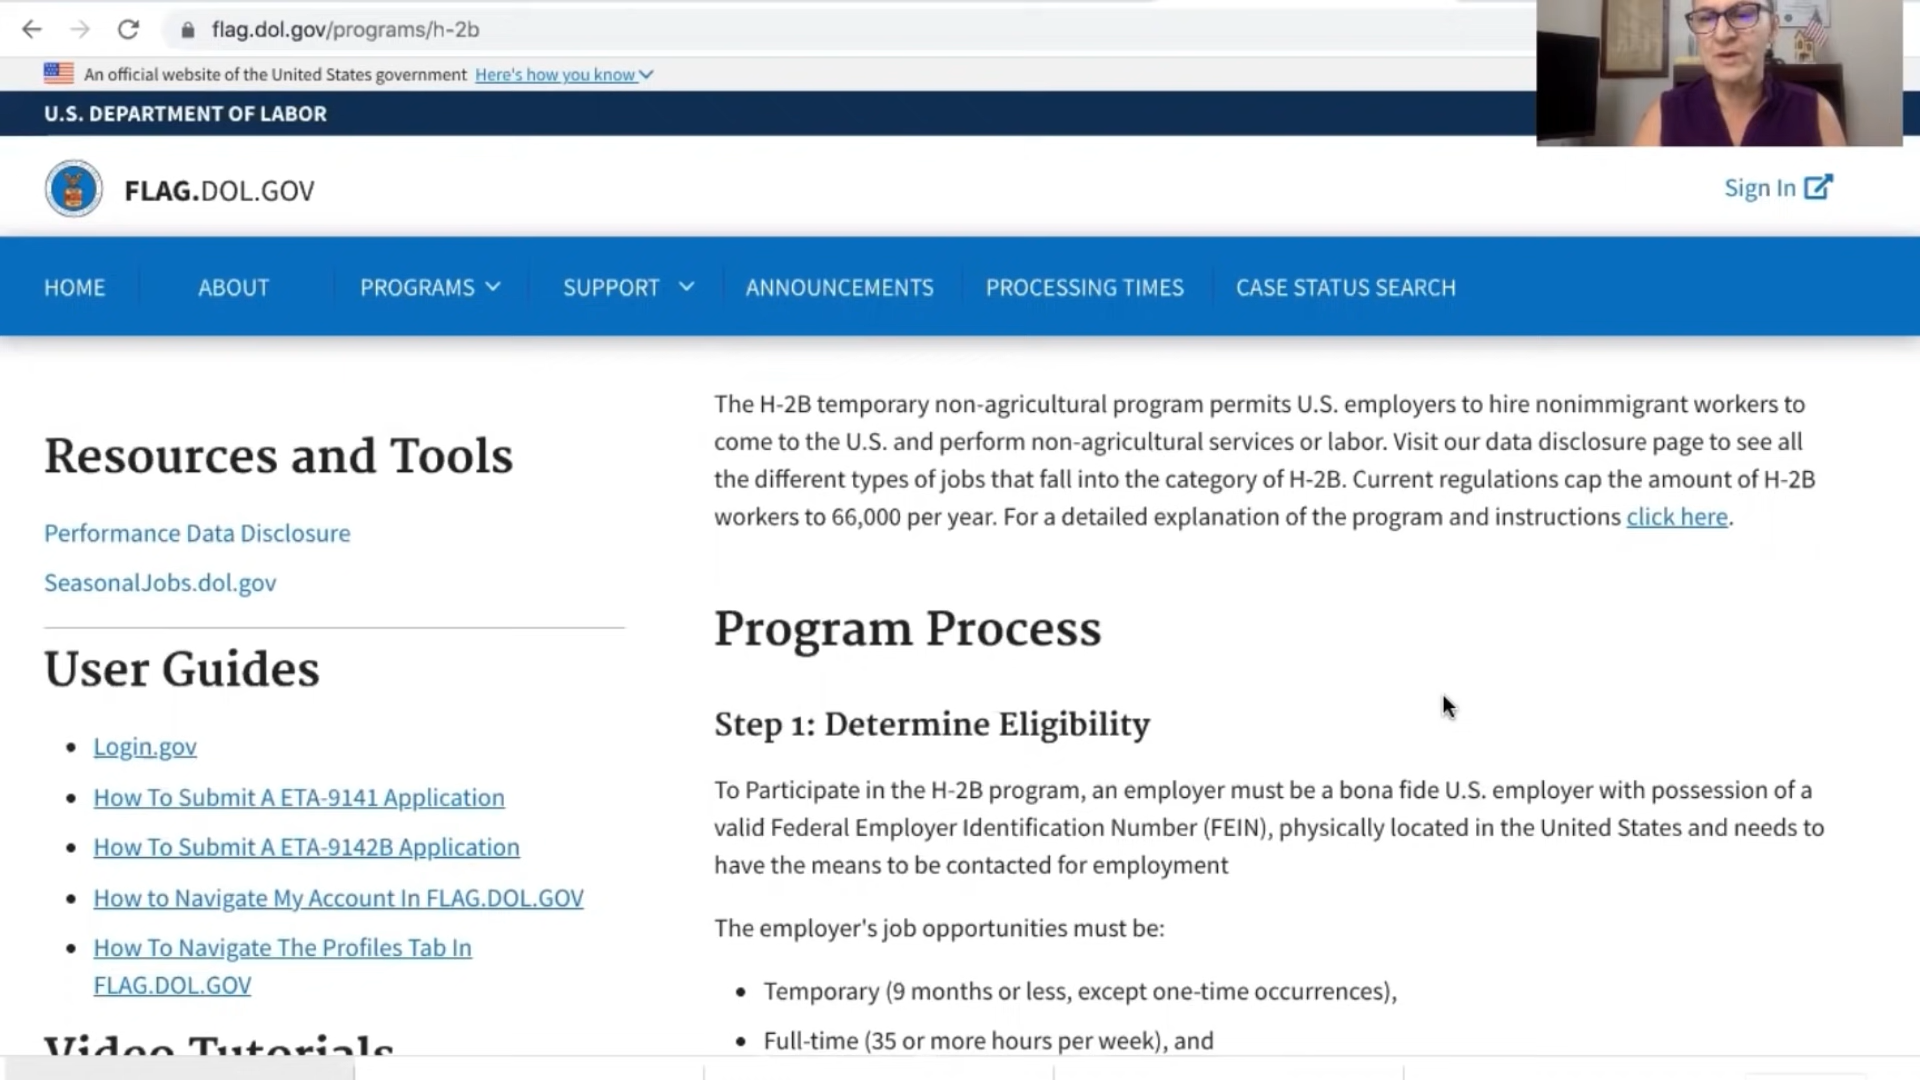 flag.dol.gov/programs/h-2b
An official website of the United States government Here's how you know
U.S. DEPARTMENT OF LABOR
FLAG.DOL.GOV
Sign In
HOME ABOUT PROGRAMS SUPPORT ANNOUNCEMENTS PROCESSING TIMES CASE STATUS SEARCH
Resources and Tools
Performance Data Disclosure
SeasonalJobs.dol.gov
User Guides
Login.gov
How To Submit A ETA-9141 Application
How To Submit A ETA-9142B Application
How to Navigate My Account In FLAG.DOL.GOV
How To Navigate The Profiles Tab In
FLAG.DOL.GOV
Video Tutorials
The H-2B temporary non-agricultural program permits U.S. employers to hire nonimmigrant workers to
come to the U.S. and perform non-agricultural services or labor. Visit our data disclosure page to see all
the different types of jobs that fall into the category of H-2B. Current regulations cap the amount of H-2B
workers to 66,000 per year. For a detailed explanation of the program and instructions click here.
Program Process
Step 1: Determine Eligibility
To Participate in the H-2B program, an employer must be a bona fide U.S. employer with possession of a
valid Federal Employer Identification Number (FEIN), physically located in the United States and needs to
have the means to be contacted for employment
The employer's job opportunities must be:
Temporary (9 months or less, except one-time occurrences),
Full-time (35 or more hours per week), and